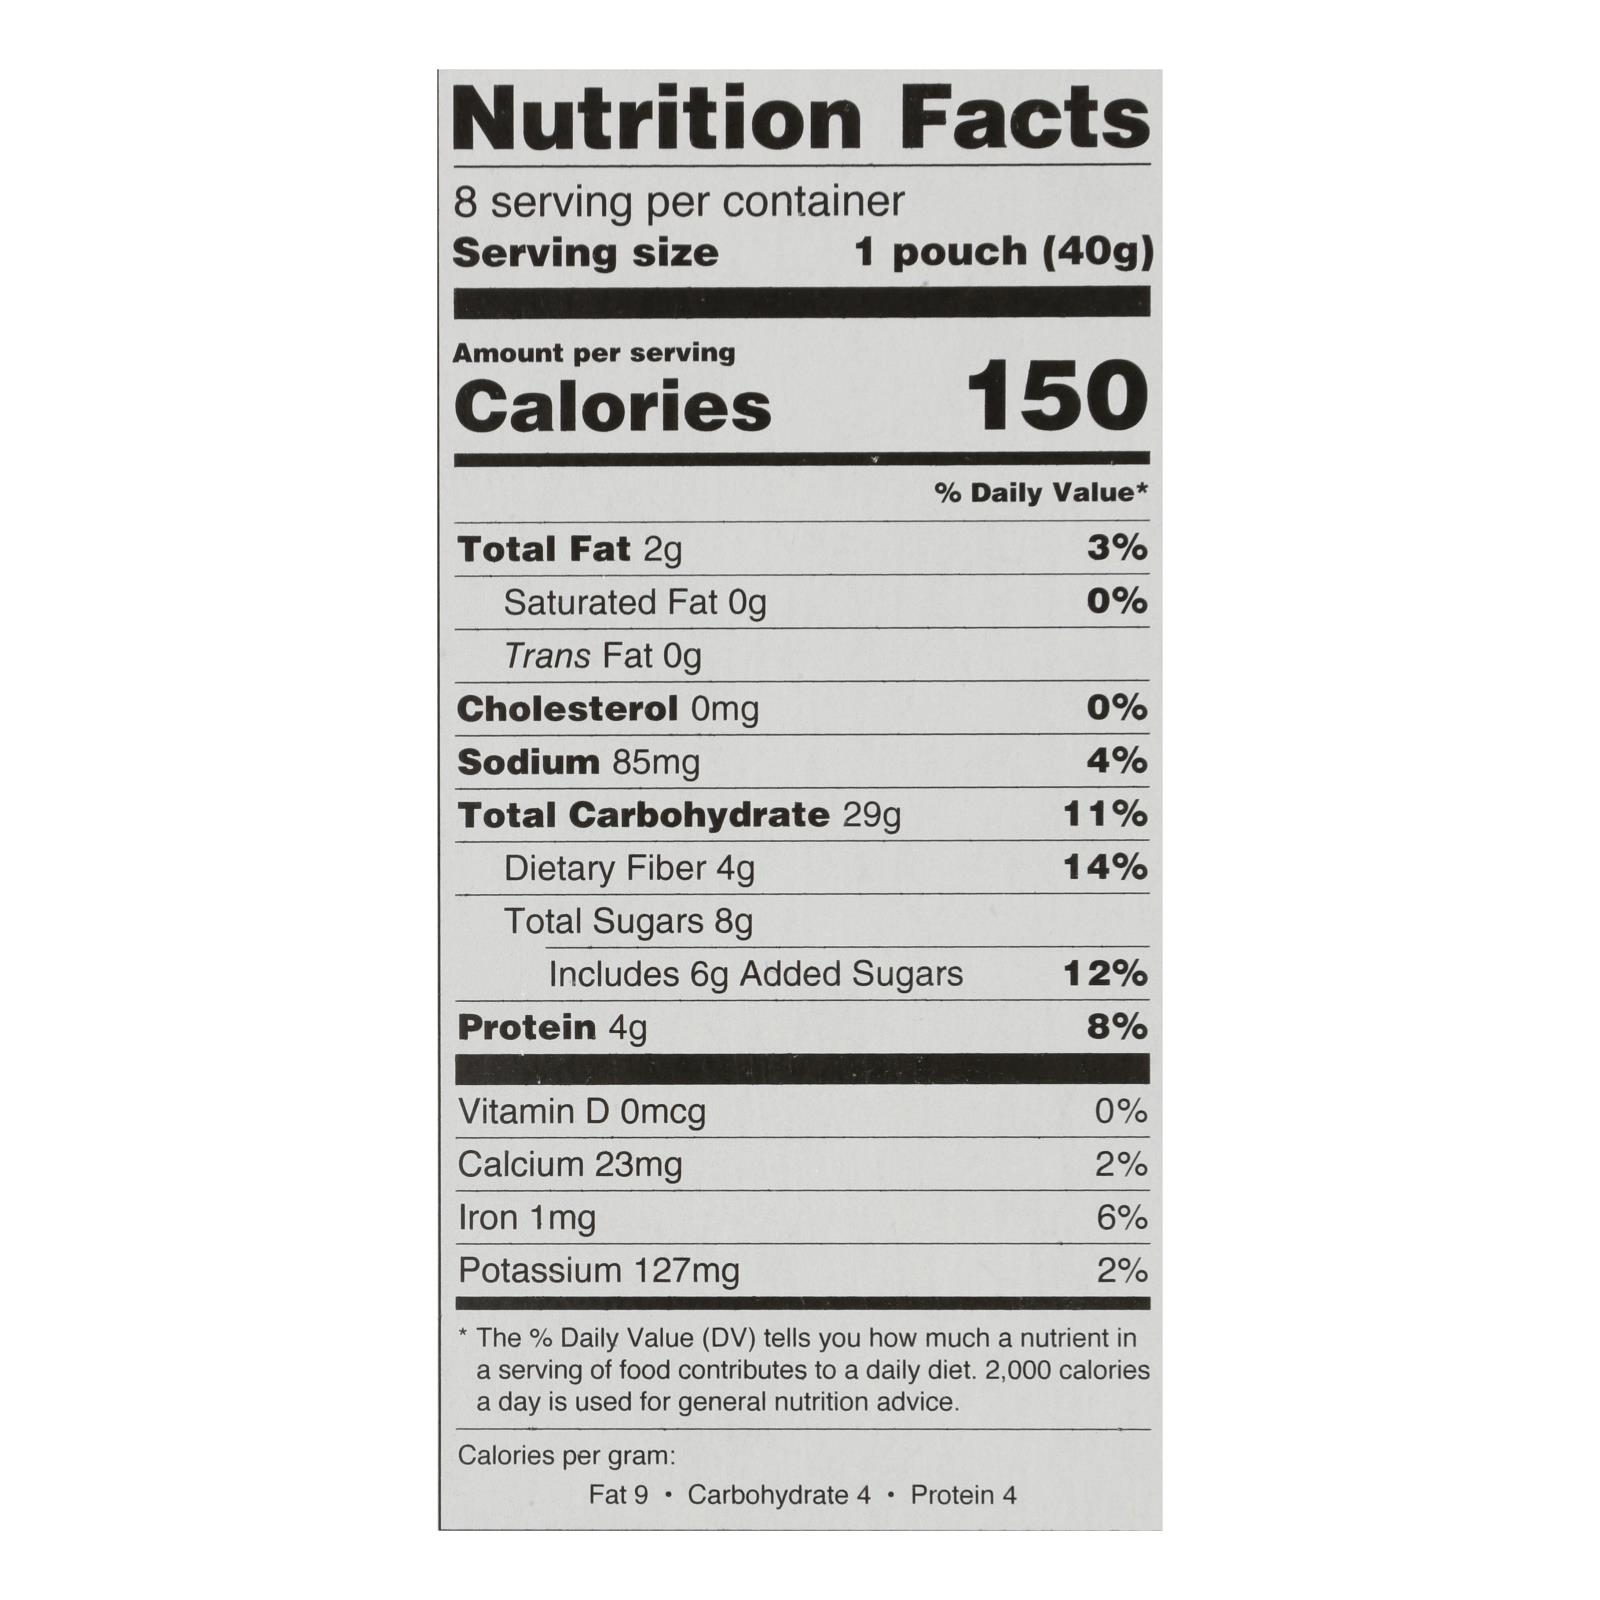 Nutrition Facts
8 serving per container
Serving size 1 pouch (40g)
Amount per serving
Calories 150
% Daily Value*
Total Fat 2g 3%
Saturated Fat 0g 0%
Trans Fat 0g
Cholesterol 0mg 0%
Sodium 85mg 4%
Total Carbohydrate 29g 11%
Dietary Fiber 4g 14%
Total Sugars 8g
Includes 6g Added Sugars 12%
Protein 4g 8%
Vitamin D 0mcg 0%
Calcium 23mg 2%
Iron 1mg 6%
Potassium 127mg 2%
* The % Daily Value (DV) tells you how much a nutrient in
a serving of food contributes to a daily diet. 2,000 calories
a day is used for general nutrition advice.
Calories per gram:
Fat 9 • Carbohydrate 4 • Protein 4